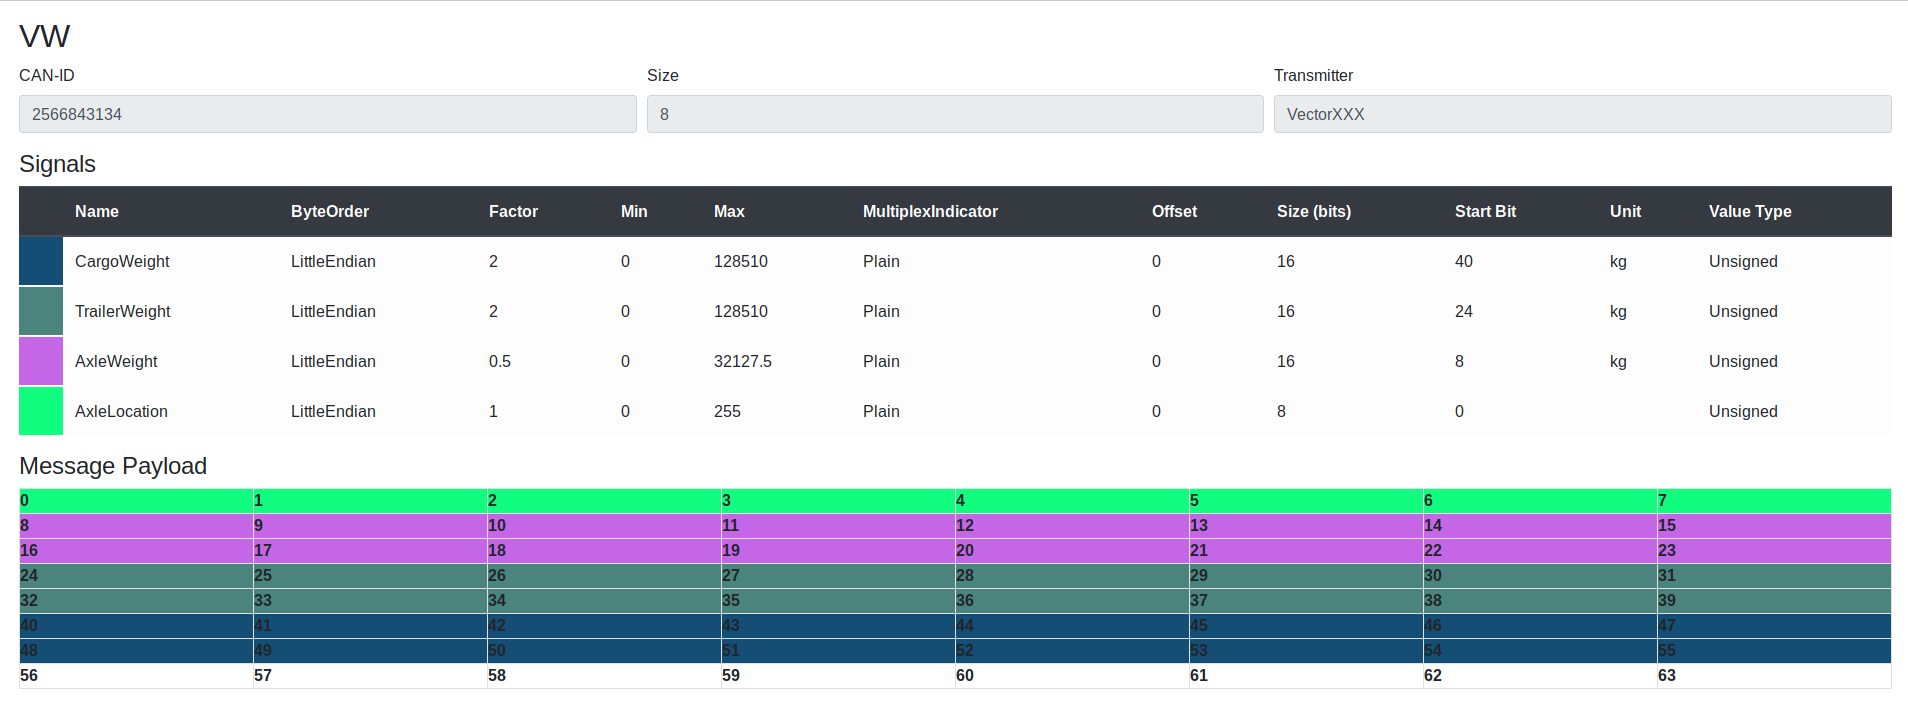 VW
CAN-ID Size Transmitter
2566843134 8 VectorXXX
Signals
Name ByteOrder Factor Min Max MultiplexIndicator Offset Size (bits) Start Bit Unit Value Type
CargoWeight LittleEndian 2 0 128510 Plain 0 16 40 kg Unsigned
TrailerWeight LittleEndian 2 0 128510 Plain 0 16 24 kg Unsigned
AxleWeight LittleEndian 0.5 0 32127.5 Plain 0 16 8 kg Unsigned
AxleLocation LittleEndian 1 0 255 Plain 0 8 0 Unsigned
Message Payload
0 1 2 3 4 5 6 7
8 9 10 11 12 13 14 15
16 17 18 19 20 21 22 23
24 25 26 27 28 29 30 31
32 33 34 35 36 37 38 39
40 41 42 43 44 45 46 47
48 49 50 51 52 53 54 55
56 57 58 59 60 61 62 63